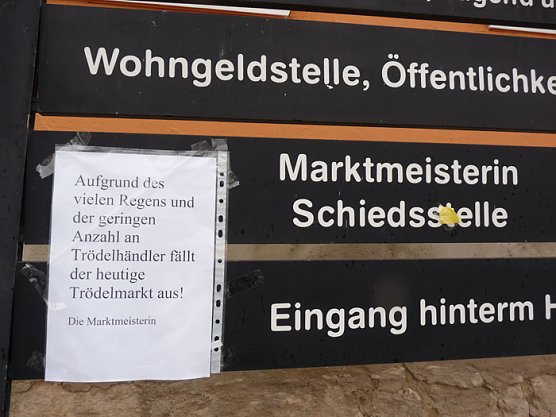 Wohngeldstelle, Öffentlichke
Marktmeisterin
Schiedsstelle
Eingang hinterm H
Aufgrund des
vielen Regens und
der geringen
Anzahl an
Trödelhändler fällt
der heutige
Trödelmarkt aus!
Die Marktmeisterin